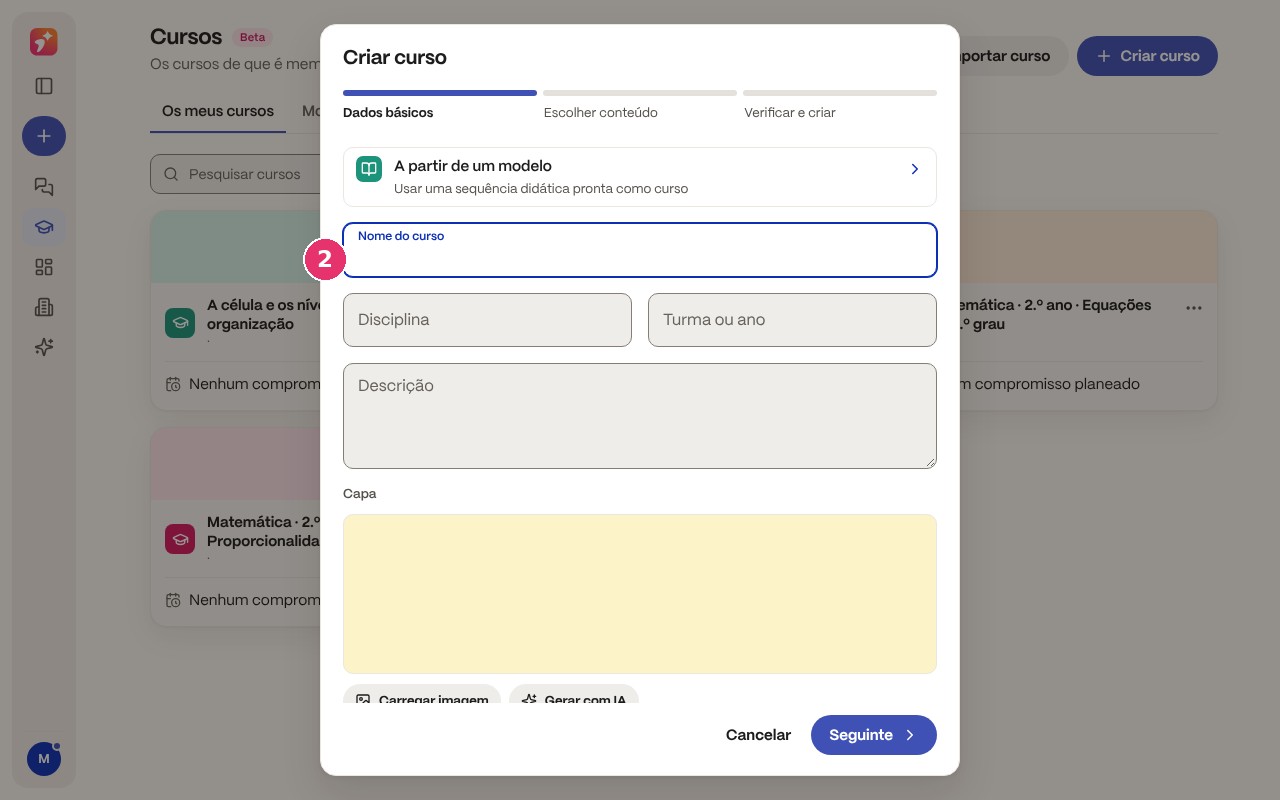 Cursos
Beta
Os cursos de que é mem
portar curso
Criar curso
Os meus cursos
Mo
Pesquisar cursos
A célula e os níve
organização
Nenhum comprom
emática · 2.º ano · Equações
.º grau
m compromisso planeado
Matemática · 2.º
Proporcionalida
Nenhum comprom
M
Criar curso
Dados básicos
Escolher conteúdo
Verificar e criar
A partir de um modelo
Usar uma sequência didática pronta como curso
2
Nome do curso
Disciplina
Turma ou ano
Descrição
Capa
Carregar imagem
Gerar com IA
Cancelar
Seguinte